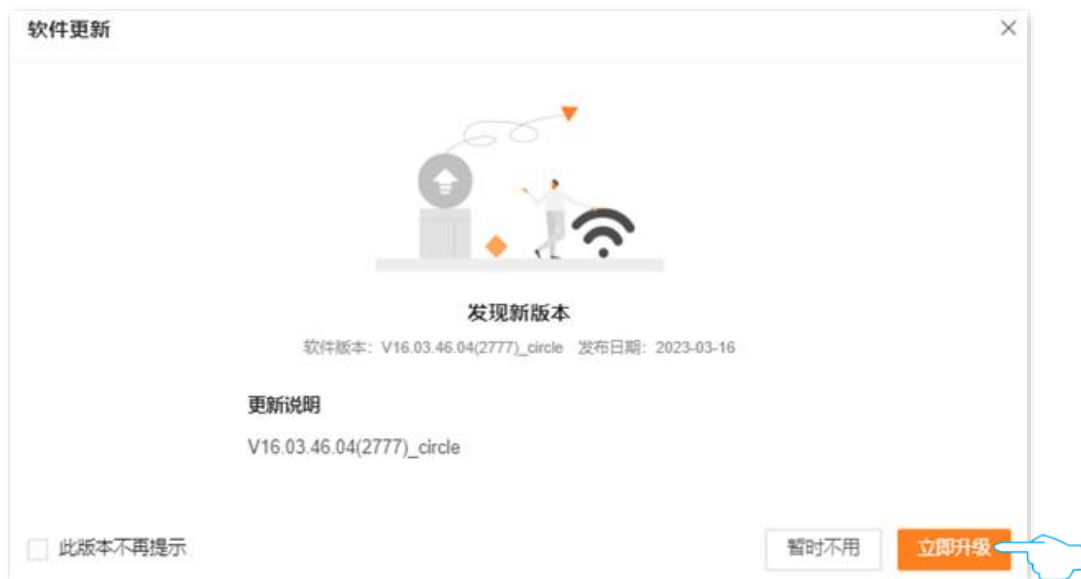 软件更新
发现新版本
软件版本：V16.03.46.04(2777)_circle 发布日期：2023-03-16
更新说明
V16.03.46.04(2777)_circle
此版本不再提示
暂时不用
立即升级